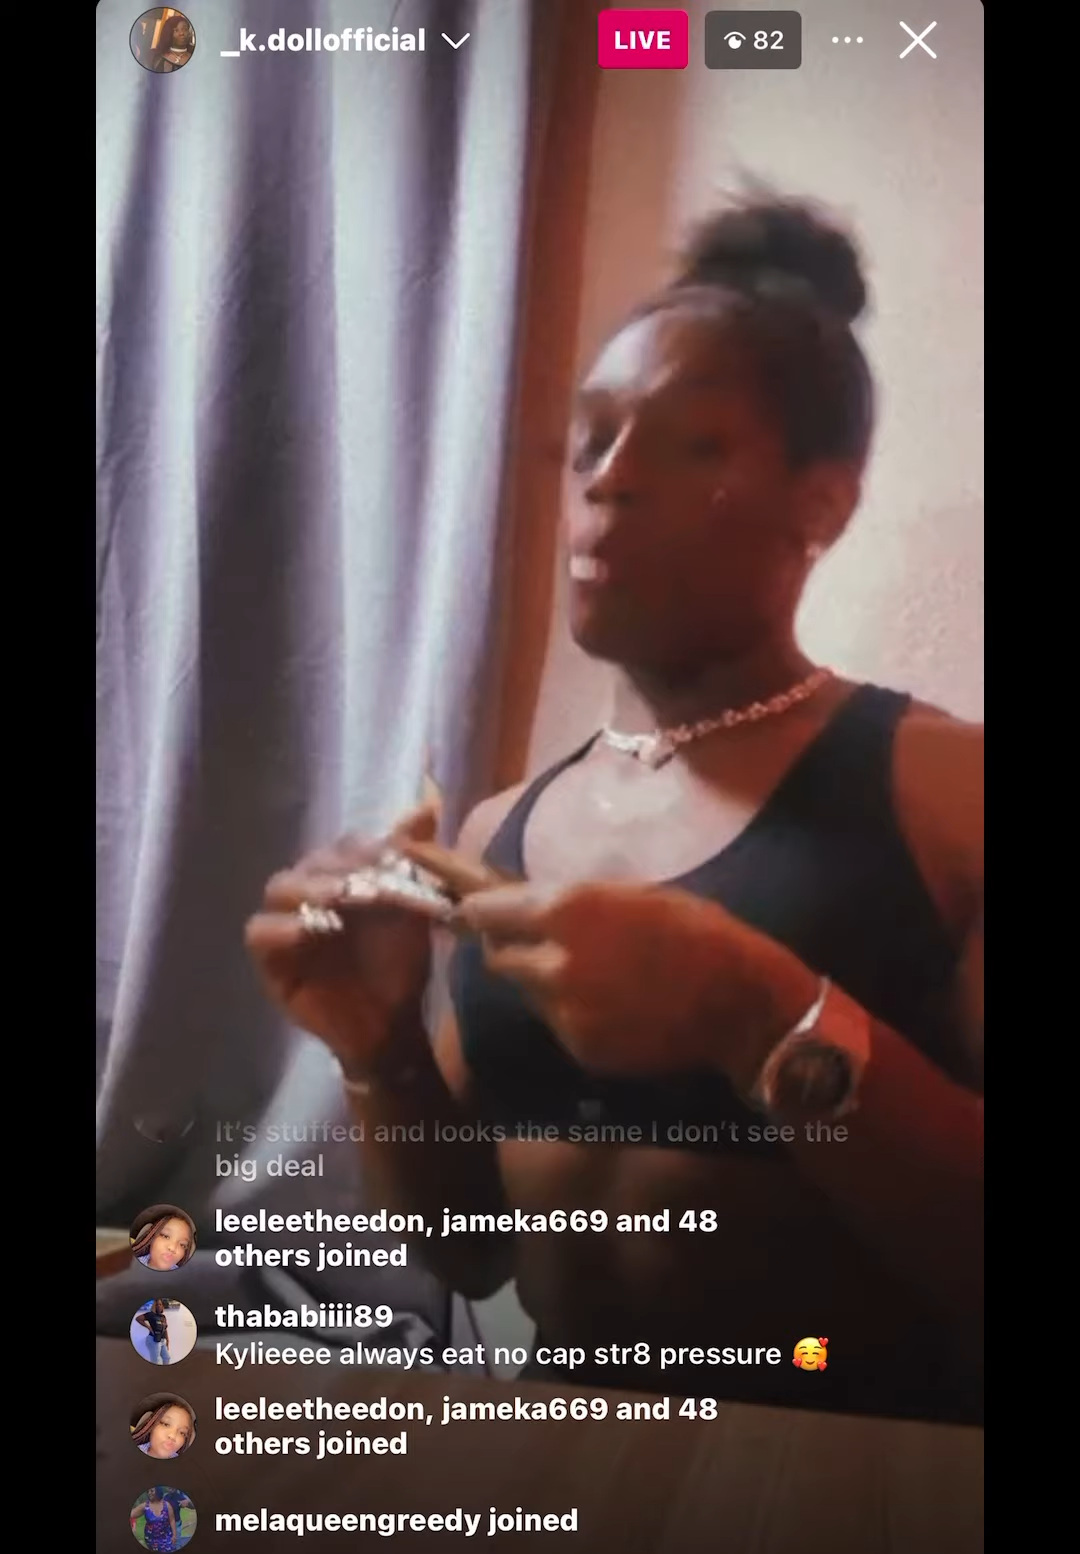 _k.dollofficial
LIVE
82
It's stuffed and looks the same I don't see the
big deal
leeleetheedon, jameka669 and 48
others joined
thababiiii89
Kylieeee always eat no cap str8 pressure 🥰
leeleetheedon, jameka669 and 48
others joined
melaqueengreedy joined